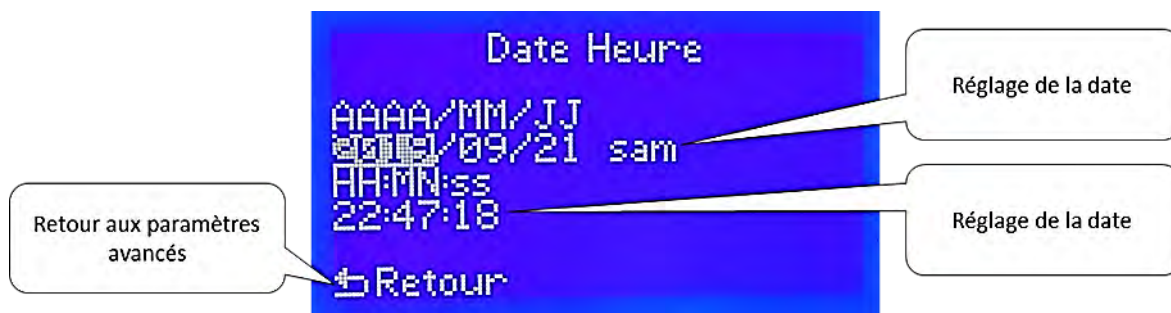 Date Heure
AAAA/MM/JJ
/09/21 sam
HH:MN:ss
22:47:18
Retour
Réglage de la date
Réglage de la date
Retour aux paramètres
avancés